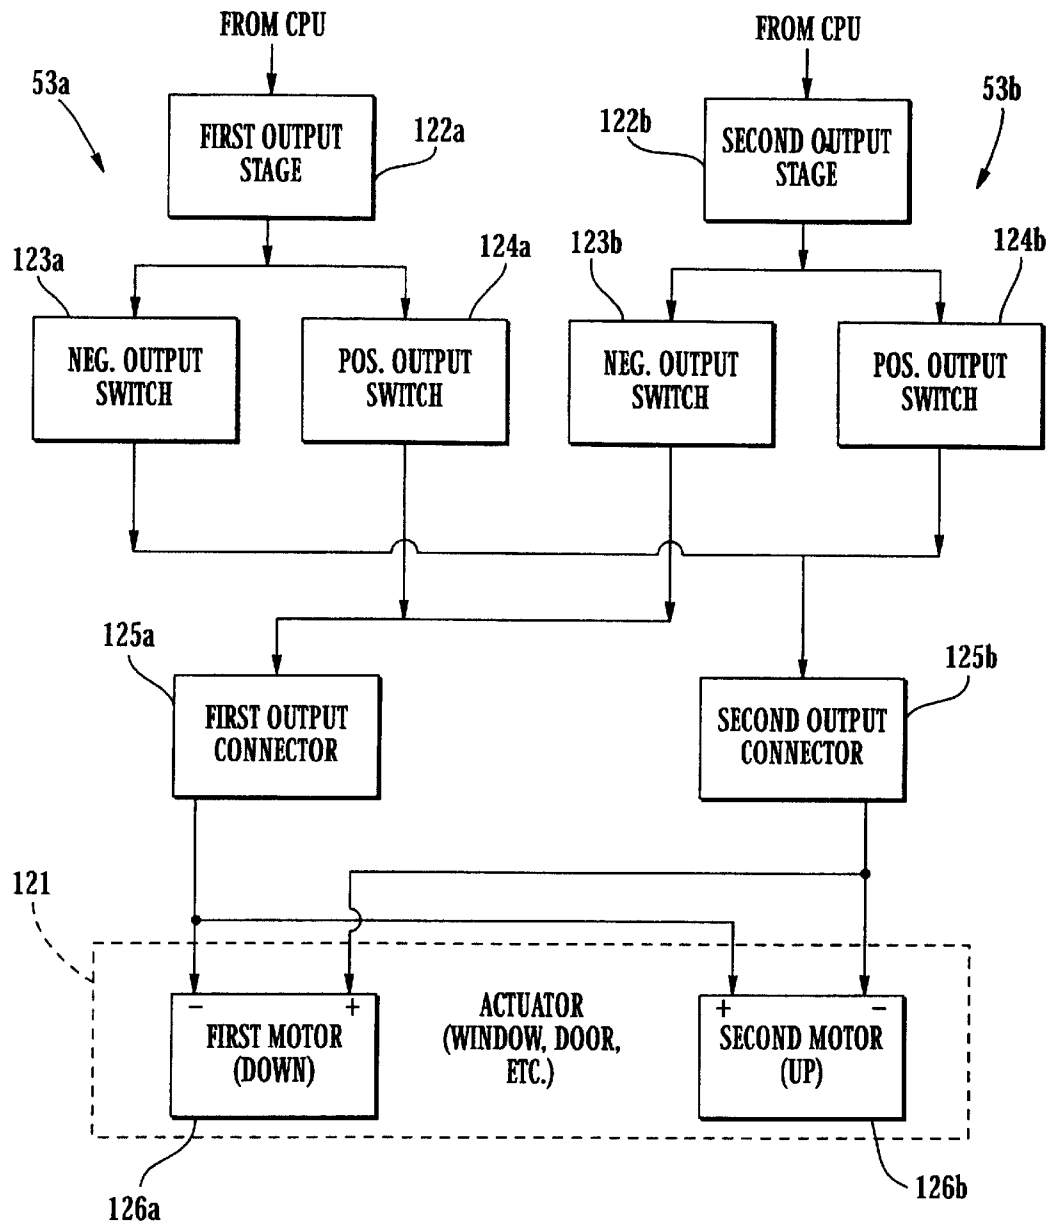 FROM CPU
FROM CPU
53a
53b
FIRST OUTPUT
STAGE
122a
122b
SECOND OUTPUT
STAGE
123a
124a
123b
124b
NEG. OUTPUT
SWITCH
POS. OUTPUT
SWITCH
NEG. OUTPUT
SWITCH
POS. OUTPUT
SWITCH
125a
125b
FIRST OUTPUT
CONNECTOR
SECOND OUTPUT
CONNECTOR
121
− +
FIRST MOTOR
(DOWN)
ACTUATOR
(WINDOW, DOOR,
ETC.)
+ −
SECOND MOTOR
(UP)
126a
126b